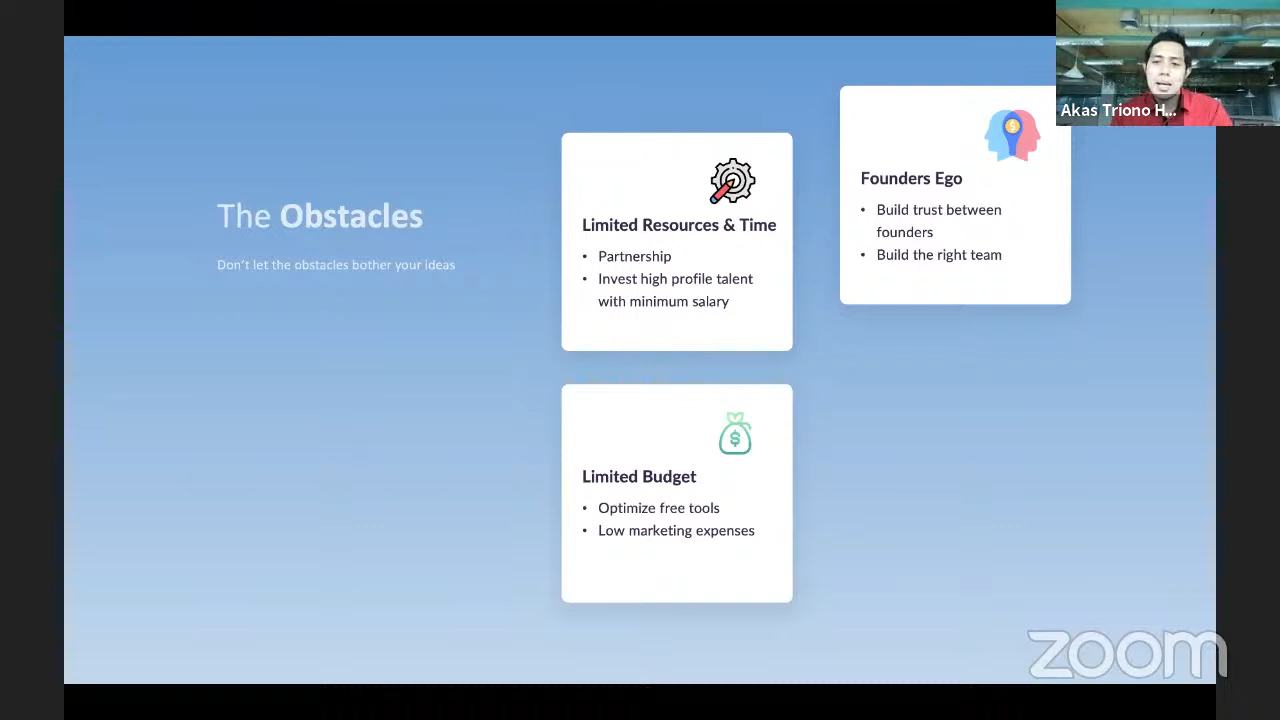 The Obstacles
Don't let the obstacles bother your ideas
Limited Resources & Time
• Partnership
• Invest high profile talent
with minimum salary
Limited Budget
• Optimize free tools
• Low marketing expenses
Founders Ego
• Build trust between
founders
• Build the right team
Akas Triono H...
zoom